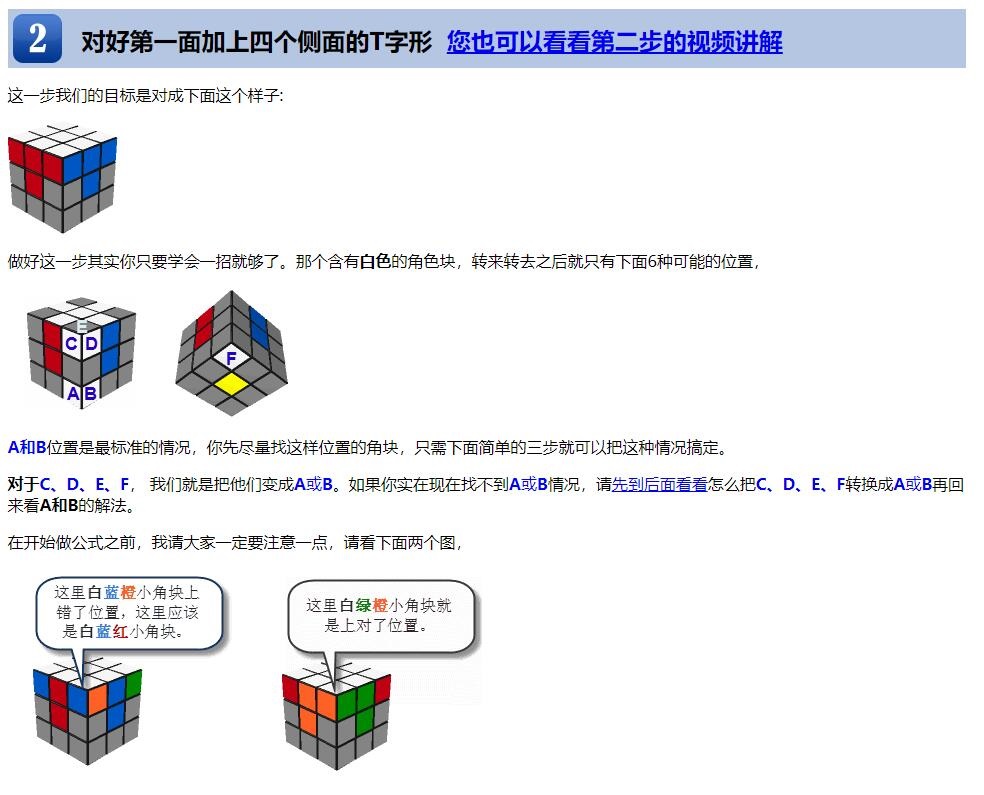 2 对好第一面加上四个侧面的T字形 您也可以看看第二步的视频讲解
这一步我们的目标是对成下面这个样子:
做好这一步其实你只要学会一招就够了。那个含有白色的角色块，转来转去之后就只有下面6种可能的位置，
E
C D
A B
F
A和B位置是最标准的情况，你先尽量找这样位置的角块，只需下面简单的三步就可以把这种情况搞定。
对于C、D、E、F， 我们就是把他们变成A或B。如果你实在现在找不到A或B情况，请先到后面看看怎么把C、D、E、F转换成A或B再回
来看A和B的解法。
在开始做公式之前，我请大家一定要注意一点，请看下面两个图，
这里白蓝橙小角块上
错了位置，这里应该
是白蓝红小角块。
这里白绿橙小角块就
是上对了位置。